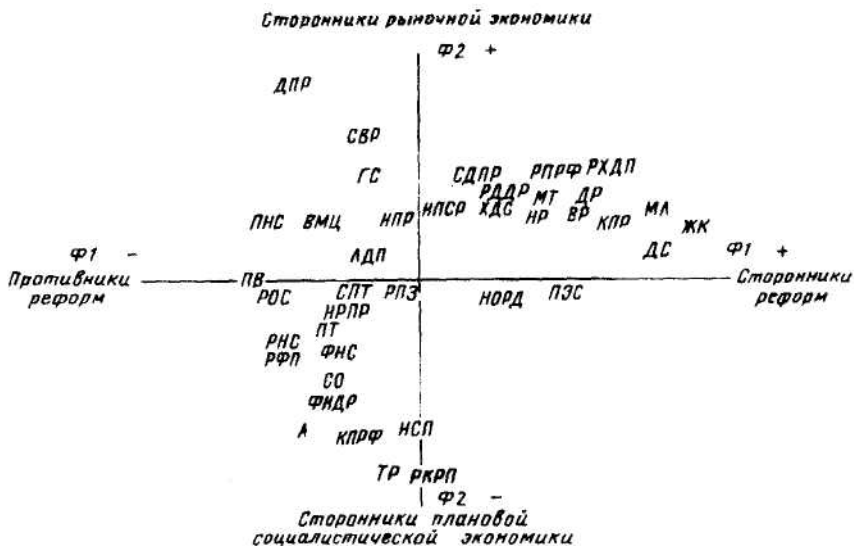 Сторонники рыночной экономики
Ф2 +
ДПР
СВР
ГС СДПР РПРФ РХДП
РДДР МТ ДР
ПНС ВМЦ НПР НПСР ХДС НР ВР КПР МЛ ЖК
Ф1 - ЛДП ДС Ф1 +
Противники реформ
ПВ
Сторонники реформ
РОС СПТ РПЗ НОРД ПЭС
НРПР
ПТ
РНС ФНС
РФП
СО
ФНДР
А КПРФ НСП
ТР РКРП
Ф2 -
Сторонники плановой
социалистической экономики